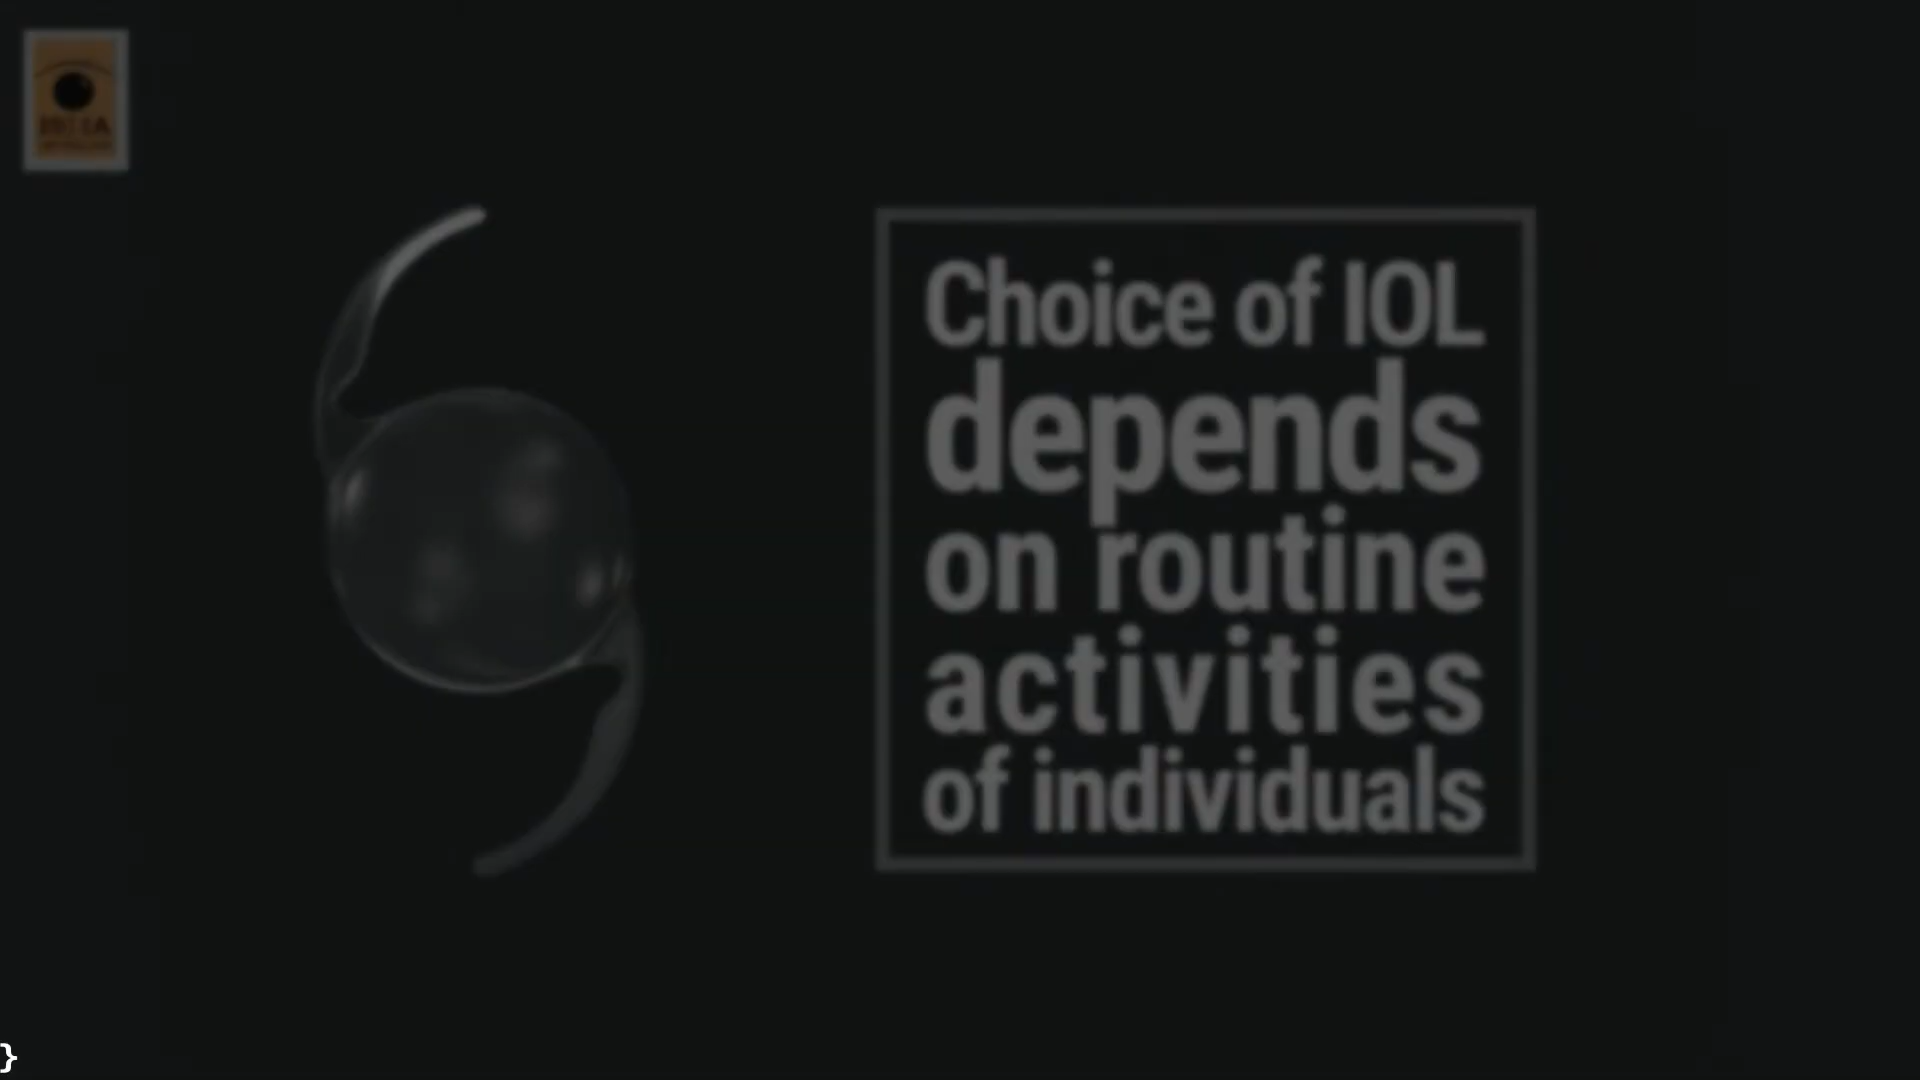 Choice of IOL
depends
on routine
activities
of individuals
}